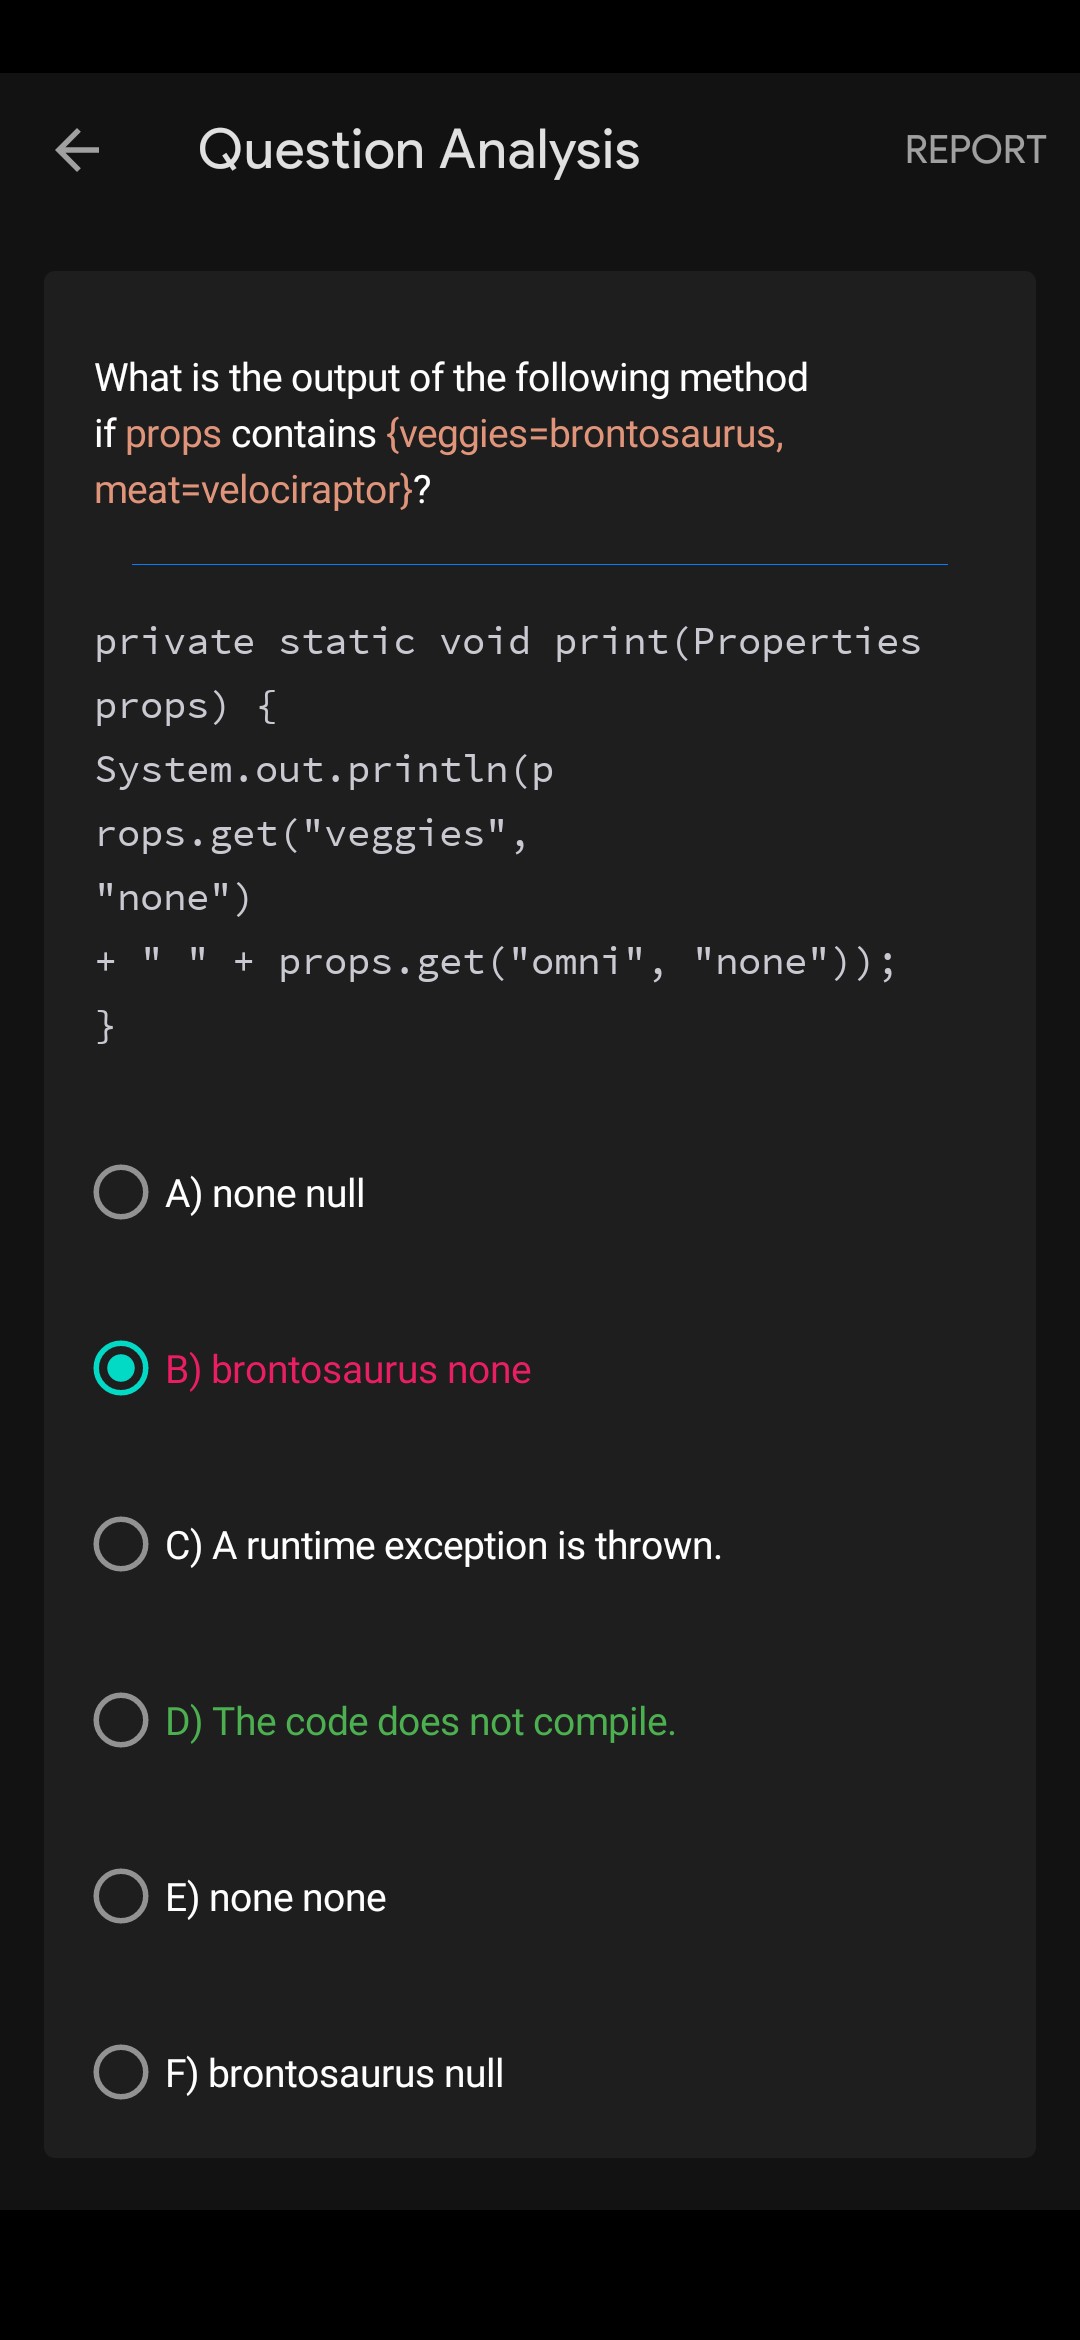 Question Analysis
REPORT
What is the output of the following method
if props contains {veggies=brontosaurus,
meat=velociraptor}?
private static void print(Properties
props) {
System.out.println(p
rops.get("veggies",
"none")
+ " " + props.get("omni", "none"));
}
A) none null
B) brontosaurus none
C) A runtime exception is thrown.
D) The code does not compile.
E) none none
F) brontosaurus null